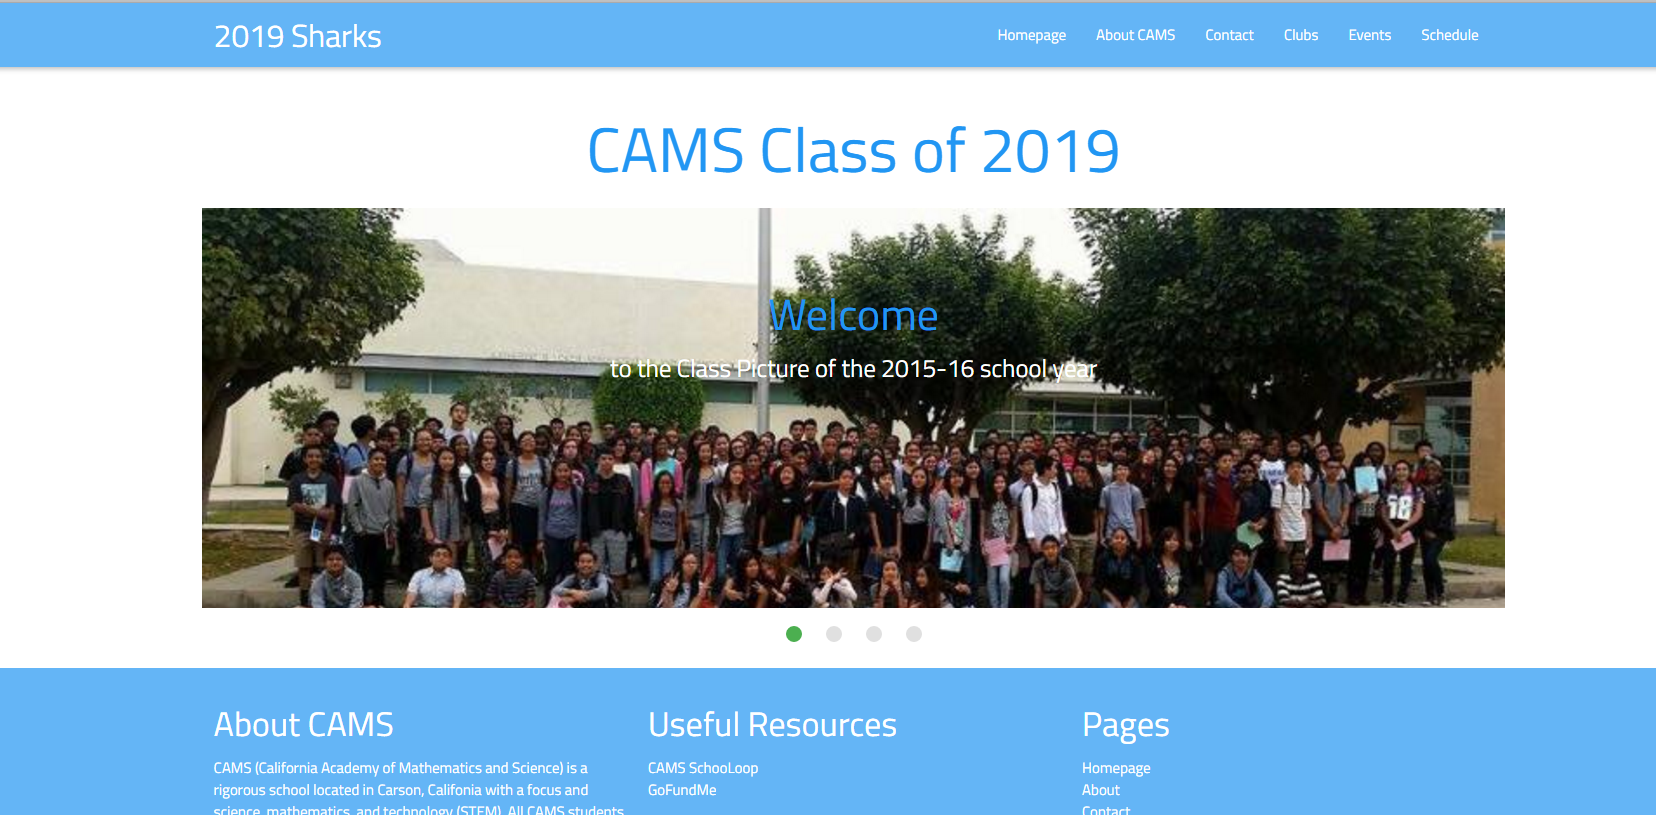 2019 Sharks
Homepage About CAMS Contact Clubs Events Schedule
CAMS Class of 2019
Welcome
to the Class Picture of the 2015-16 school year
About CAMS
CAMS (California Academy of Mathematics and Science) is a
rigorous school located in Carson, Califonia with a focus and
science, mathematics, and technology (STEM). All CAMS students
Useful Resources
CAMS SchooLoop
GoFundMe
Pages
Homepage
About
Contact